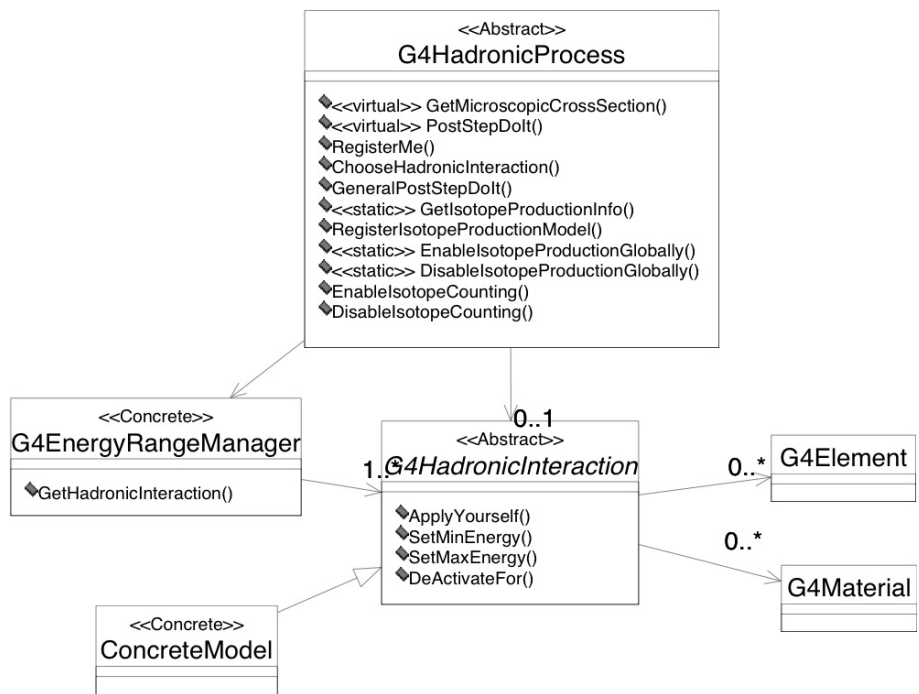 <<Abstract>>
G4HadronicProcess
<<virtual>> GetMicroscopicCrossSection()
<<virtual>> PostStepDoIt()
RegisterMe()
ChooseHadronicInteraction()
GeneralPostStepDoIt()
<<static>> GetIsotopeProductionInfo()
RegisterIsotopeProductionModel()
<<static>> EnableIsotopeProductionGlobally()
<<static>> DisableIsotopeProductionGlobally()
EnableIsotopeCounting()
DisableIsotopeCounting()
<<Concrete>>
G4EnergyRangeManager
GetHadronicInteraction()
1..*
0..1
<<Abstract>>
G4HadronicInteraction
ApplyYourself()
SetMinEnergy()
SetMaxEnergy()
DeActivateFor()
0..*
G4Element
0..*
G4Material
<<Concrete>>
ConcreteModel